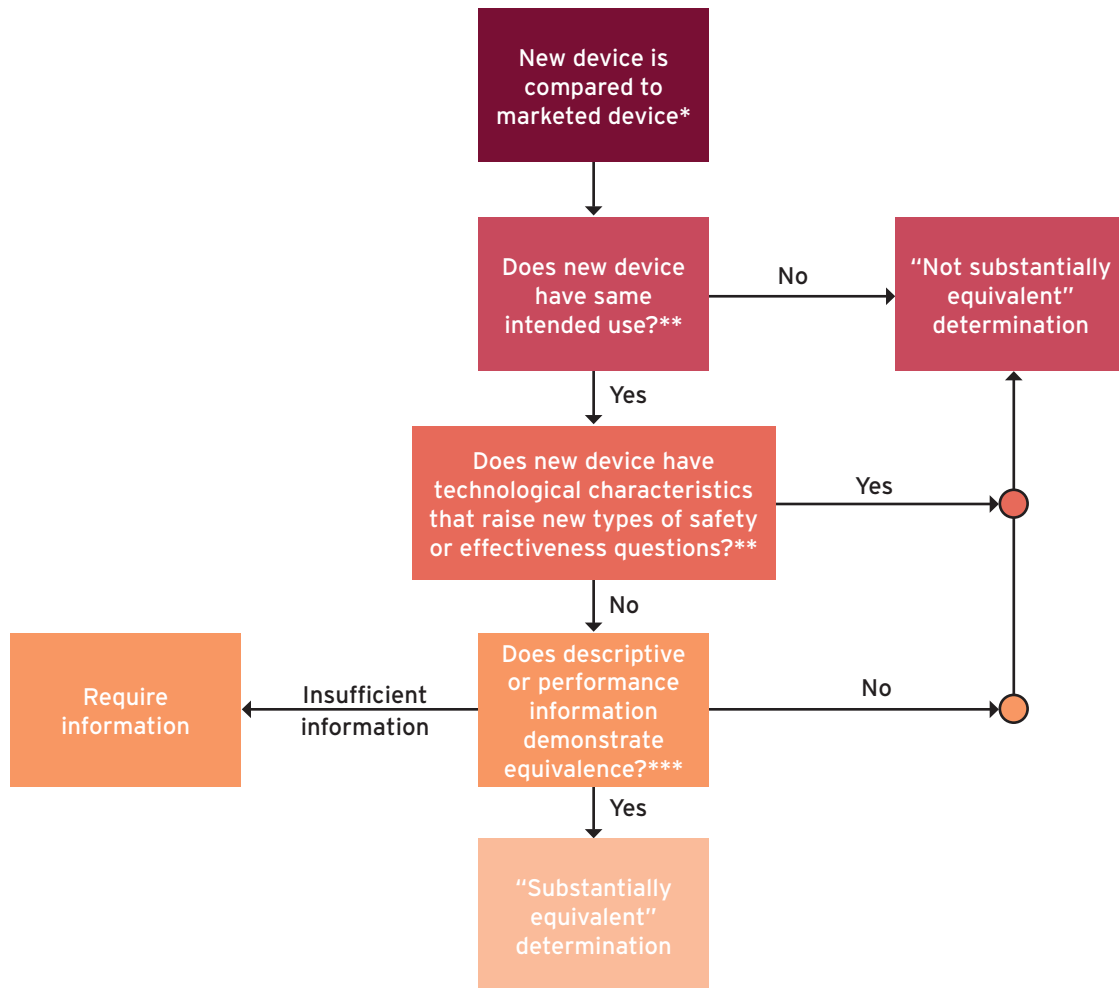 New device is
compared to
marketed device*
Does new device
have same
intended use?**
No
“Not substantially
equivalent”
determination
Yes
Does new device have
technological characteristics
that raise new types of safety
or effectiveness questions?**
Yes
No
Require
information
Insufficient
information
Does descriptive
or performance
information
demonstrate
equivalence?***
No
Yes
“Substantially
equivalent”
determination